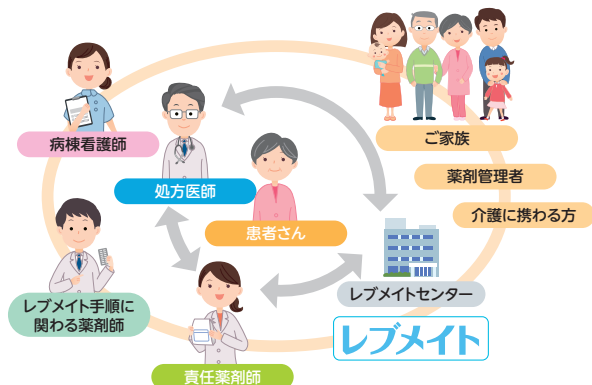 病棟看護師
処方医師
患者さん
ご家族
薬剤管理者
介護に携わる方
レブメイト手順に
関わる薬剤師
責任薬剤師
レブメイトセンター
レブメイト